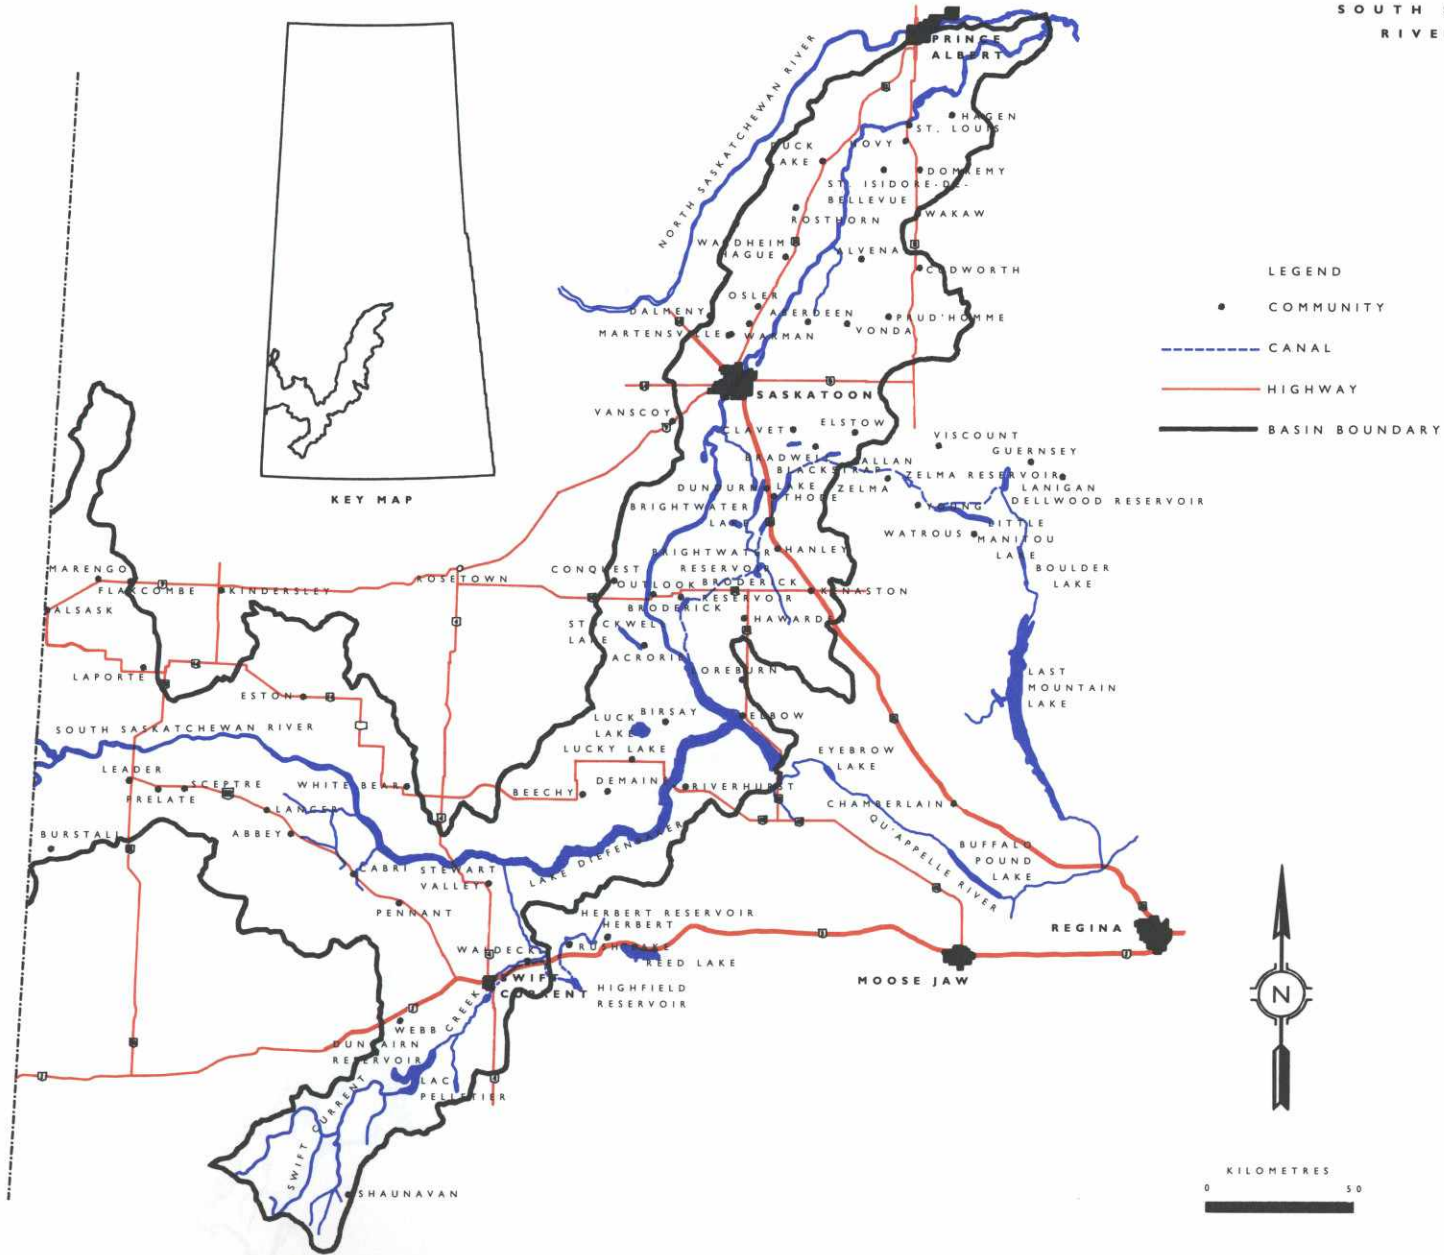 SOUTH
RIVE
PRINCE
ALBERT
NORTH SASKATCHEWAN RIVER
HAGEN
ST. LOUIS
HOVY
DUCK
LAKE
DOMREMY
ST. ISIDORE-DE-
BELLEVUE
ROSTHORN
WAKAW
WALDHEIM
HAGUE
ALVENA
CUDWORTH
OSLER
DALMENY
ABERDEEN
PRUD'HOMME
MARTENSVILLE
WARMAN
VONDA
SASKATOON
VANSCOY
CLAVET
ELSTOW
VISCOUNT
GUERNSEY
BRADWELL
ALLAN
BLACKSTRAP
LAKE
ZELMA RESERVOIR
LANIGAN
DELLWOOD RESERVOIR
DUNDURN
THODE
ZELMA
BRIGHTWATER
LAKE
YOUNG
LITTLE
MANITOU
LAKE
WATROUS
BRIGHTWATER
RESERVOIR
HANLEY
BOULDER
LAKE
KEY MAP
LEGEND
COMMUNITY
CANAL
HIGHWAY
BASIN BOUNDARY
MARENGO
FLAXCOMBE
KINDERSLEY
ALSASK
ROSETOWN
CONQUEST
OUTLOOK
BRODERICK
RESERVOIR
BRODERICK
KENASTON
STOCKWELL
LAKE
HAWARDEN
MACRORIE
LOREBURN
LAPORTE
ESTON
LAST
MOUNTAIN
LAKE
SOUTH SASKATCHEWAN RIVER
LUCK
LAKE
BIRSAY
ELBOW
LUCKY LAKE
EYEBROW
LAKE
LEADER
PRELATE
SCEPTRE
WHITE BEAR
BEECHY
DEMAINE
RIVERHURST
LANCER
CHAMBERLAIN
BURSTALL
ABBEY
QU'APPELLE RIVER
BUFFALO
POUND
LAKE
CABRI
STEWART
VALLEY
LAKE DIEFENBAKER
PENNANT
HERBERT RESERVOIR
HERBERT
REGINA
WALDECK
RUSH LAKE
REED LAKE
MOOSE JAW
SWIFT
CURRENT
HIGHFIELD
RESERVOIR
WEBB
DUNCAIRN
RESERVOIR
LAC
PELLETIER
SWIFT CURRENT CREEK
SHAUNAVAN
N
KILOMETRES
0 50